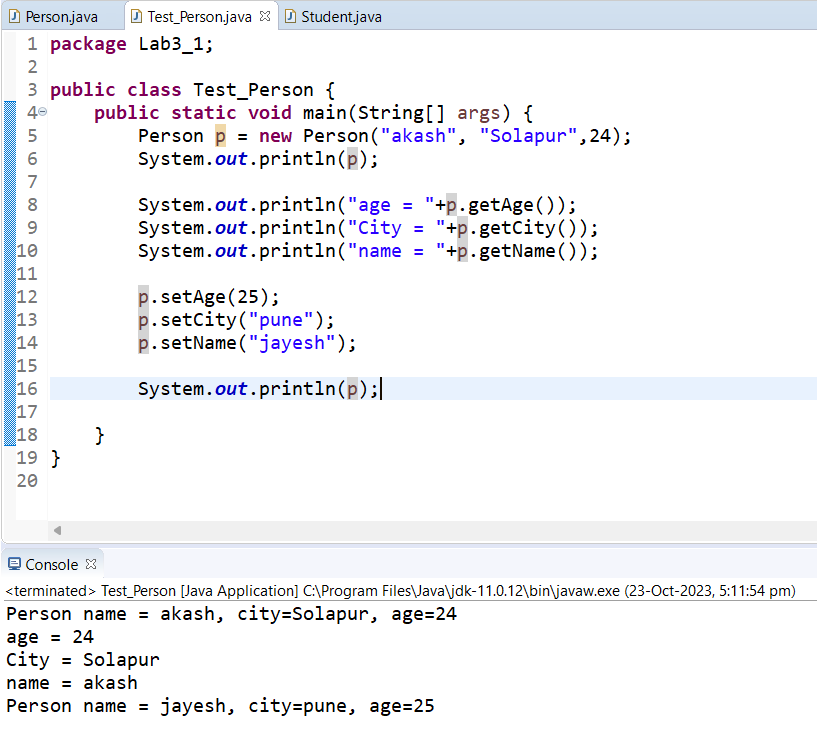 Person.java Test_Person.java Student.java
1 package Lab3_1;
2
3 public class Test_Person {
4 public static void main(String[] args) {
5 Person p = new Person("akash", "Solapur",24);
6 System.out.println(p);
7
8 System.out.println("age = "+p.getAge());
9 System.out.println("City = "+p.getCity());
10 System.out.println("name = "+p.getName());
11
12 p.setAge(25);
13 p.setCity("pune");
14 p.setName("jayesh");
15
16 System.out.println(p);
17
18 }
19 }
20
Console
<terminated> Test_Person [Java Application] C:\Program Files\Java\jdk-11.0.12\bin\javaw.exe (23-Oct-2023, 5:11:54 pm)
Person name = akash, city=Solapur, age=24
age = 24
City = Solapur
name = akash
Person name = jayesh, city=pune, age=25